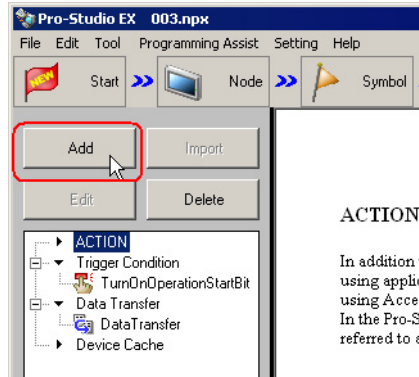 Pro-Studio EX 003.npx
File Edit Tool Programming Assist Setting Help
NEW Start Node Symbol
Add Import
Edit Delete
ACTION
Trigger Condition
TurnOnOperationStartBit
Data Transfer
DataTransfer
Device Cache
ACTION
In addition
using appli
using Acce
In the Pro-S
referred to a